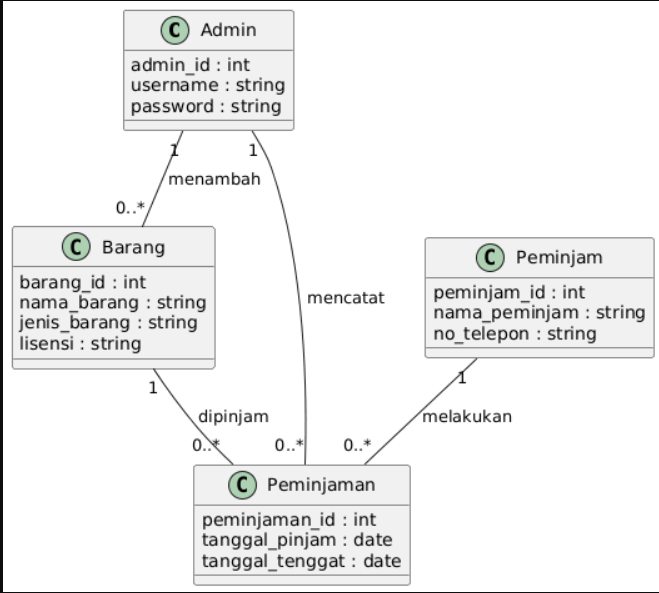 C Admin
admin_id : int
username : string
password : string
1
1
menambah
0..*
C Barang
barang_id : int
nama_barang : string
jenis_barang : string
lisensi : string
C Peminjam
peminjam_id : int
nama_peminjam : string
no_telepon : string
mencatat
1
1
dipinjam
melakukan
0..*
0..*
0..*
C Peminjaman
peminjaman_id : int
tanggal_pinjam : date
tanggal_tenggat : date